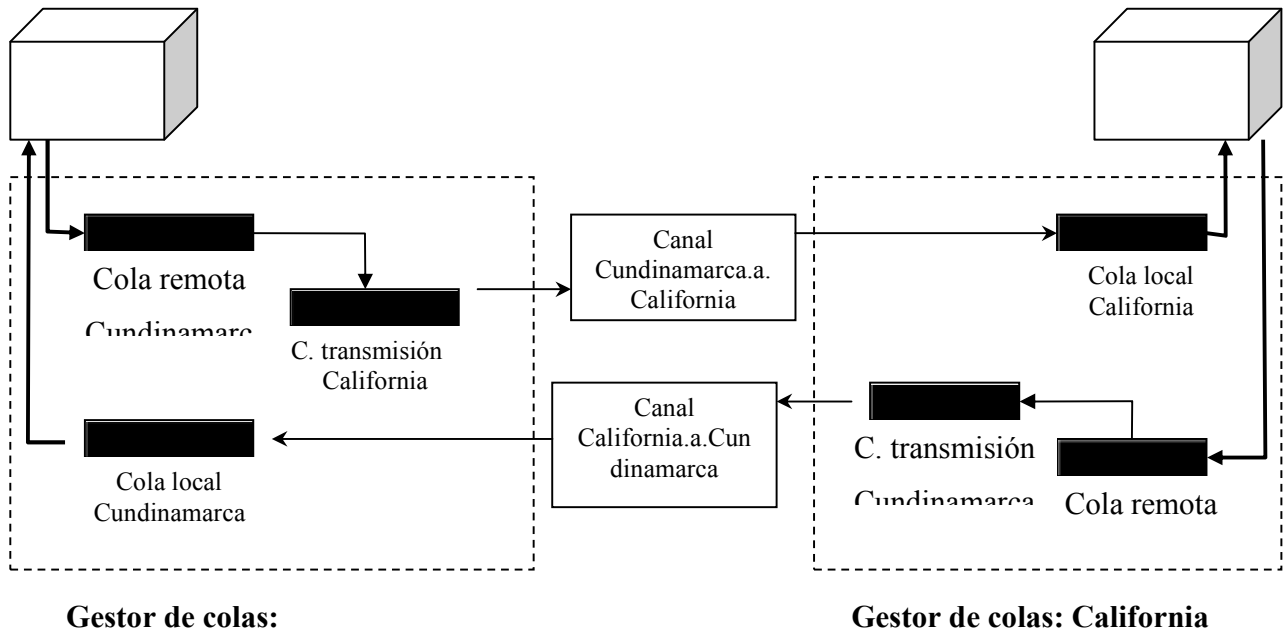 Cola remota
C. transmisión
California
Cola local
Cundinamarca
Canal
Cundinamarca.a.
California
Canal
California.a.Cun
dinamarca
Cola local
California
C. transmisión
Cundinamarca
Cola remota
Gestor de colas:
Gestor de colas: California